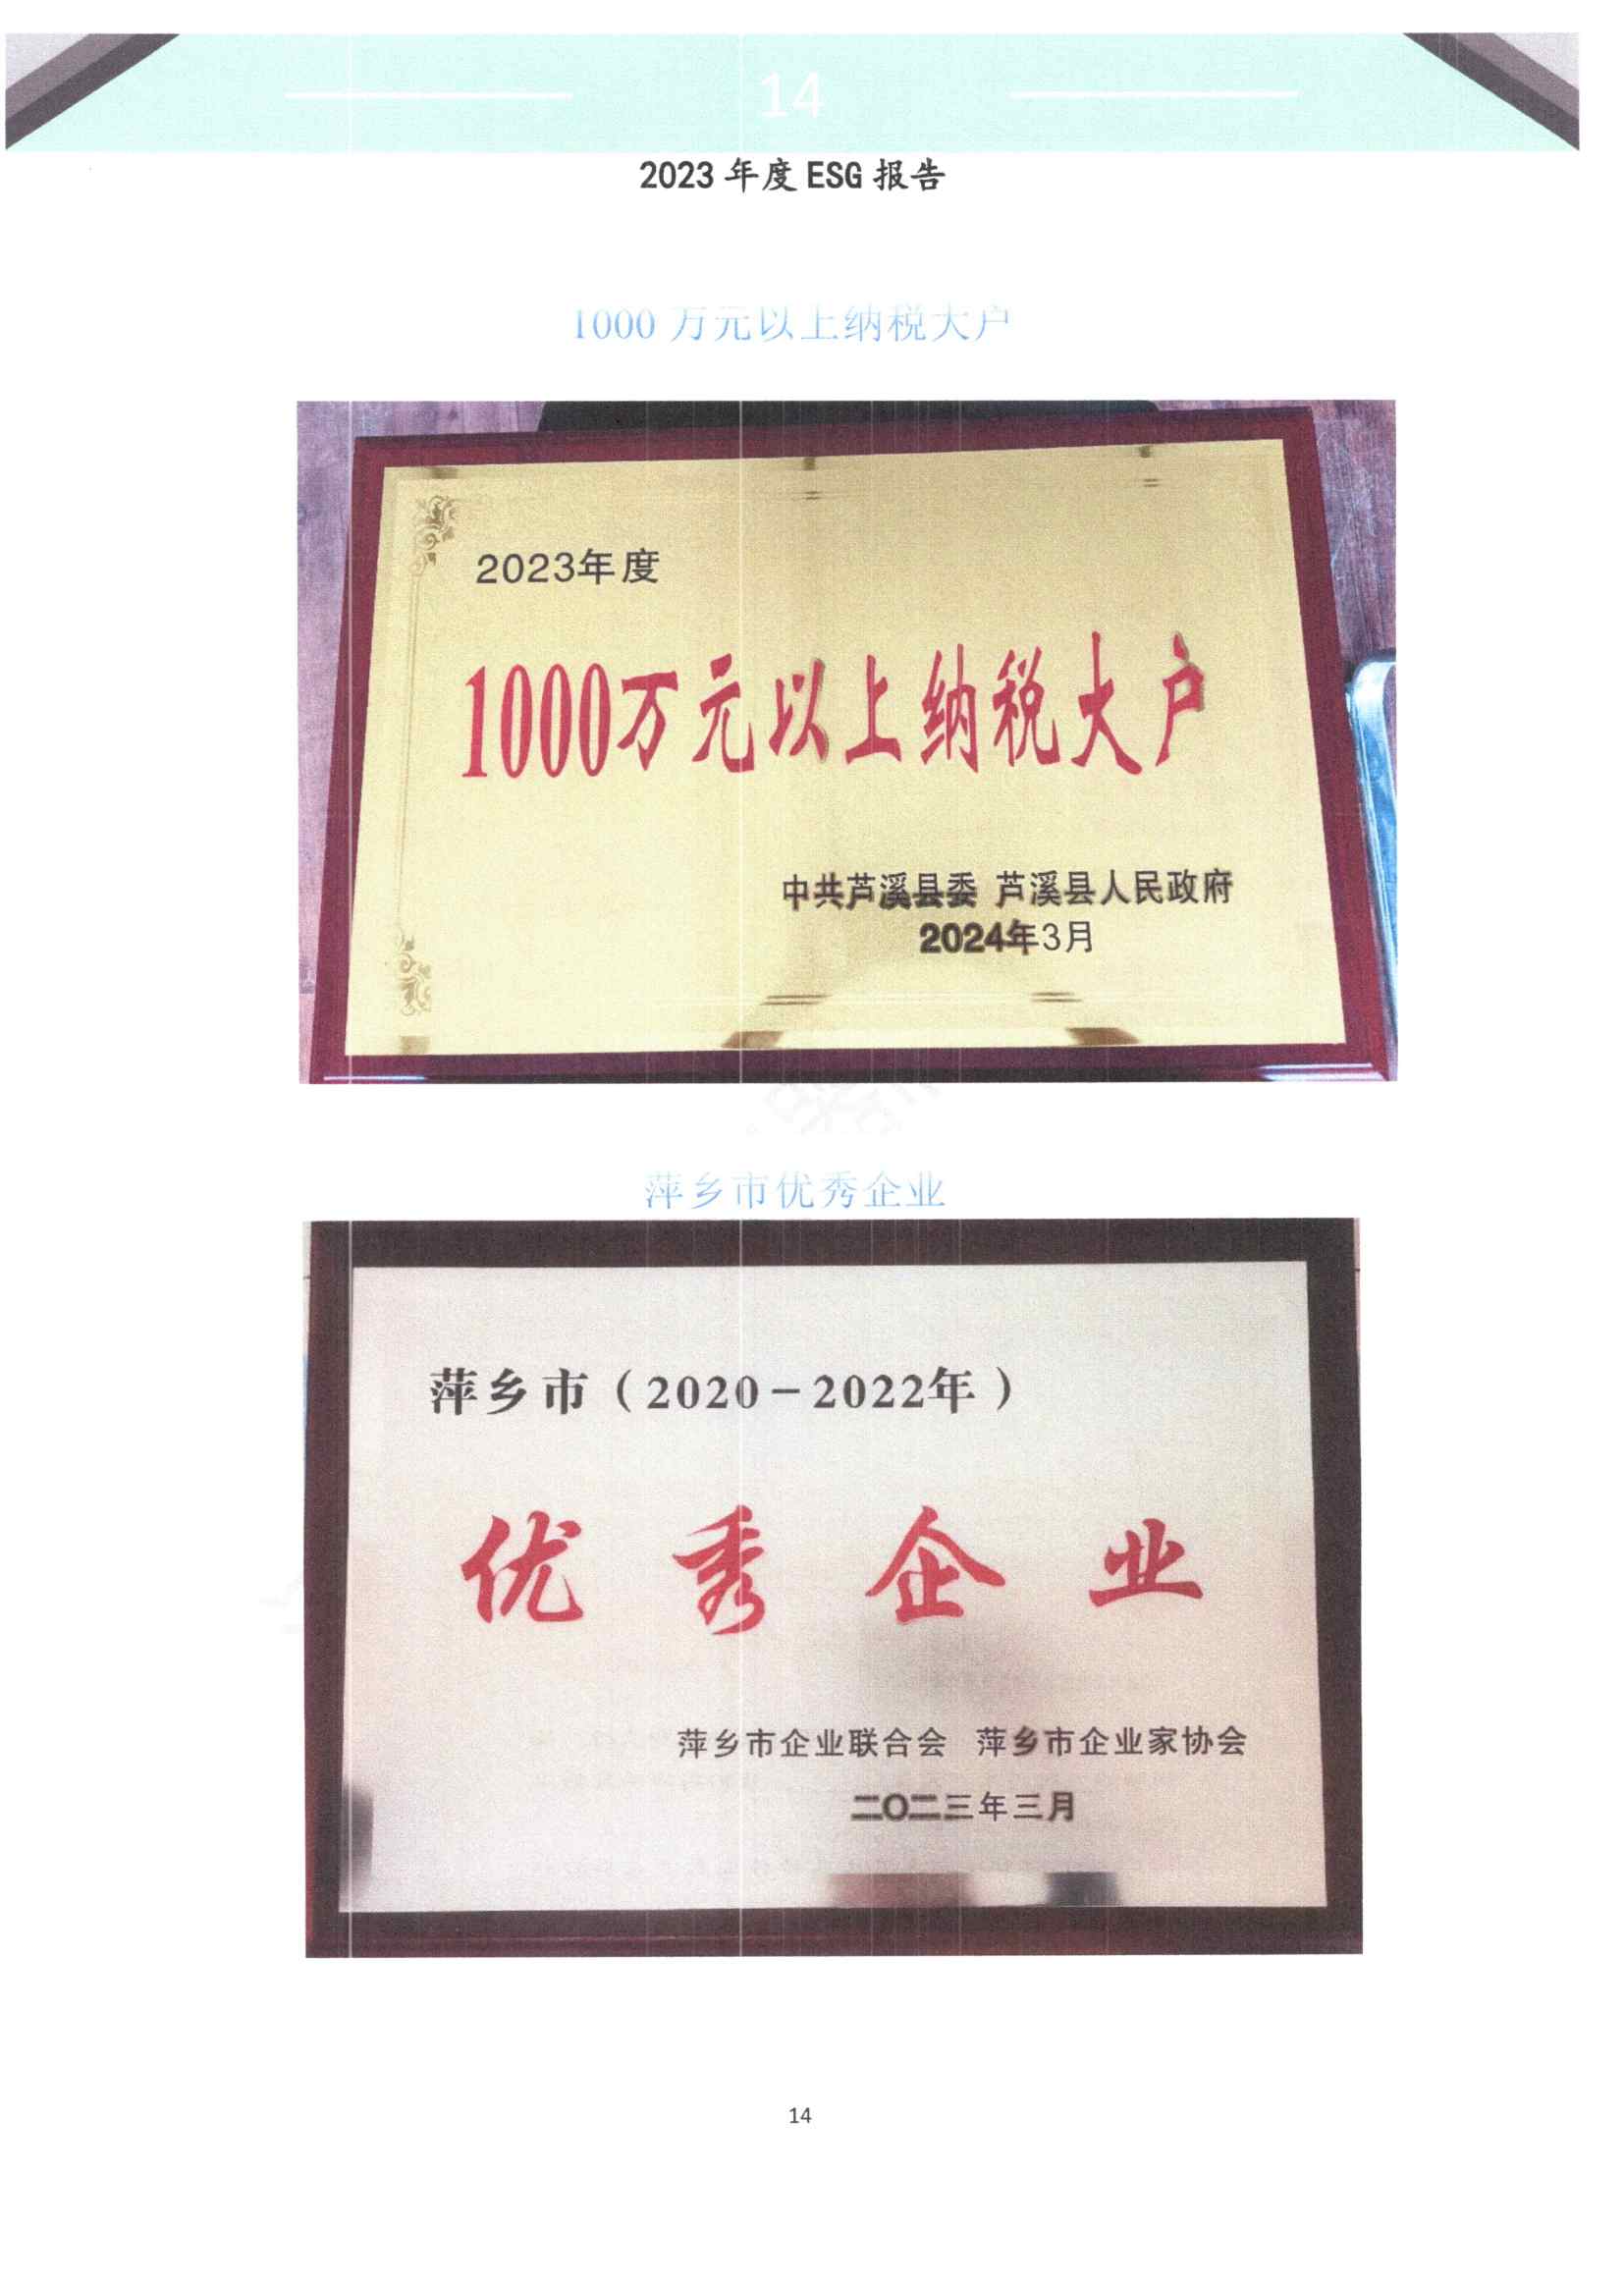 14
2023 年度 ESG 报告
1000 万元以上纳税大户
2023年度
1000万元以上纳税大户
中共芦溪县委 芦溪县人民政府
2024年3月
萍乡市优秀企业
萍乡市（2020－2022年）
优秀企业
萍乡市企业联合会 萍乡市企业家协会
二〇二三年三月
14